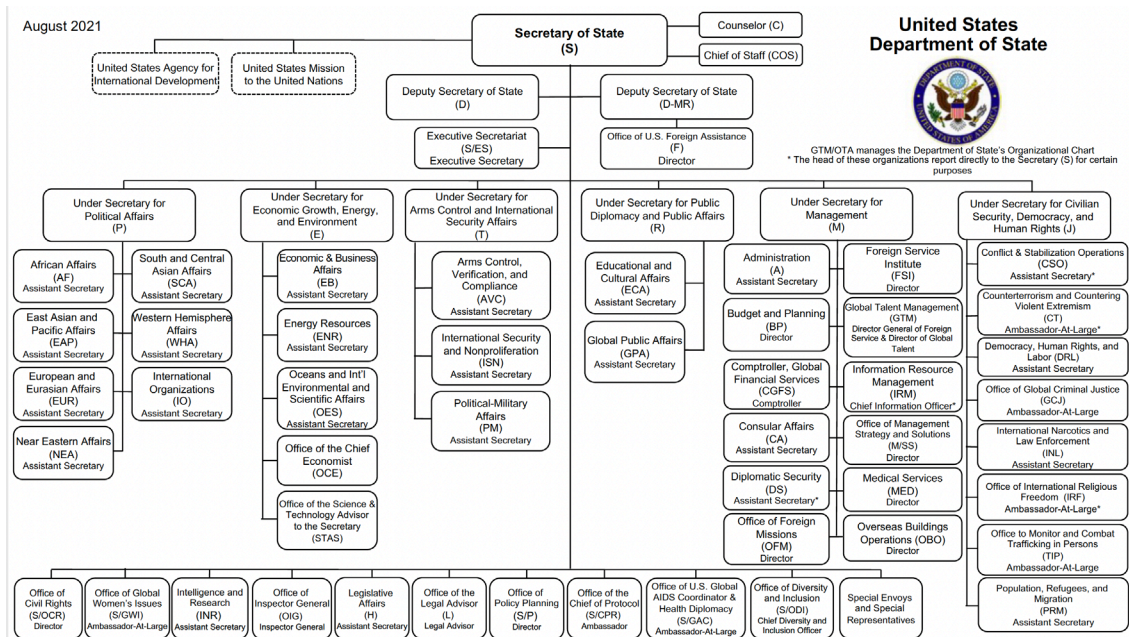 August 2021
Secretary of State
(S)
Counselor (C)
Chief of Staff (COS)
United States
Department of State
United States Agency for
International Development
United States Mission
to the United Nations
DEPARTMENT OF STATE
UNITED STATES OF AMERICA
Deputy Secretary of State
(D)
Deputy Secretary of State
(D-MR)
Executive Secretariat
(S/ES)
Executive Secretary
Office of U.S. Foreign Assistance
(F)
Director
GTM/OTA manages the Department of State's Organizational Chart
* The head of these organizations report directly to the Secretary (S) for certain
purposes
Under Secretary for
Political Affairs
(P)
African Affairs
(AF)
Assistant Secretary
South and Central
Asian Affairs
(SCA)
Assistant Secretary
East Asian and
Pacific Affairs
(EAP)
Assistant Secretary
Western Hemisphere
Affairs
(WHA)
Assistant Secretary
European and
Eurasian Affairs
(EUR)
Assistant Secretary
International
Organizations
(IO)
Assistant Secretary
Near Eastern Affairs
(NEA)
Assistant Secretary
Under Secretary for
Economic Growth, Energy,
and Environment
(E)
Economic & Business
Affairs
(EB)
Assistant Secretary
Energy Resources
(ENR)
Assistant Secretary
Oceans and Int'l
Environmental and
Scientific Affairs
(OES)
Assistant Secretary
Office of the Chief
Economist
(OCE)
Office of the Science &
Technology Advisor
to the Secretary
(STAS)
Under Secretary for
Arms Control and International
Security Affairs
(T)
Arms Control,
Verification, and
Compliance
(AVC)
Assistant Secretary
International Security
and Nonproliferation
(ISN)
Assistant Secretary
Political-Military
Affairs
(PM)
Assistant Secretary
Under Secretary for Public
Diplomacy and Public Affairs
(R)
Educational and
Cultural Affairs
(ECA)
Assistant Secretary
Global Public Affairs
(GPA)
Assistant Secretary
Under Secretary for
Management
(M)
Administration
(A)
Assistant Secretary
Foreign Service
Institute
(FSI)
Director
Budget and Planning
(BP)
Director
Global Talent Management
(GTM)
Director General of Foreign
Service & Director of Global
Talent
Comptroller, Global
Financial Services
(CGFS)
Comptroller
Information Resource
Management
(IRM)
Chief Information Officer*
Consular Affairs
(CA)
Assistant Secretary
Office of Management
Strategy and Solutions
(M/SS)
Director
Diplomatic Security
(DS)
Assistant Secretary*
Medical Services
(MED)
Director
Office of Foreign
Missions
(OFM)
Director
Overseas Buildings
Operations (OBO)
Director
Under Secretary for Civilian
Security, Democracy, and
Human Rights (J)
Conflict & Stabilization Operations
(CSO)
Assistant Secretary*
Counterterrorism and Countering
Violent Extremism
(CT)
Ambassador-At-Large*
Democracy, Human Rights, and
Labor (DRL)
Assistant Secretary
Office of Global Criminal Justice
(GCJ)
Ambassador-At-Large
International Narcotics and
Law Enforcement
(INL)
Assistant Secretary
Office of International Religious
Freedom (IRF)
Ambassador-At-Large*
Office to Monitor and Combat
Trafficking in Persons
(TIP)
Ambassador-At-Large
Population, Refugees, and
Migration
(PRM)
Assistant Secretary
Office of
Civil Rights
(S/OCR)
Director
Office of Global
Women's Issues
(S/GWI)
Ambassador-At-Large
Intelligence and
Research
(INR)
Assistant Secretary
Office of
Inspector General
(OIG)
Inspector General
Legislative
Affairs
(H)
Assistant Secretary
Office of the
Legal Advisor
(L)
Legal Advisor
Office of
Policy Planning
(S/P)
Director
Office of the
Chief of Protocol
(S/CPR)
Ambassador
Office of U.S. Global
AIDS Coordinator &
Health Diplomacy
(S/GAC)
Ambassador-At-Large
Office of Diversity
and Inclusion
(S/ODI)
Chief Diversity and
Inclusion Officer
Special Envoys
and Special
Representatives